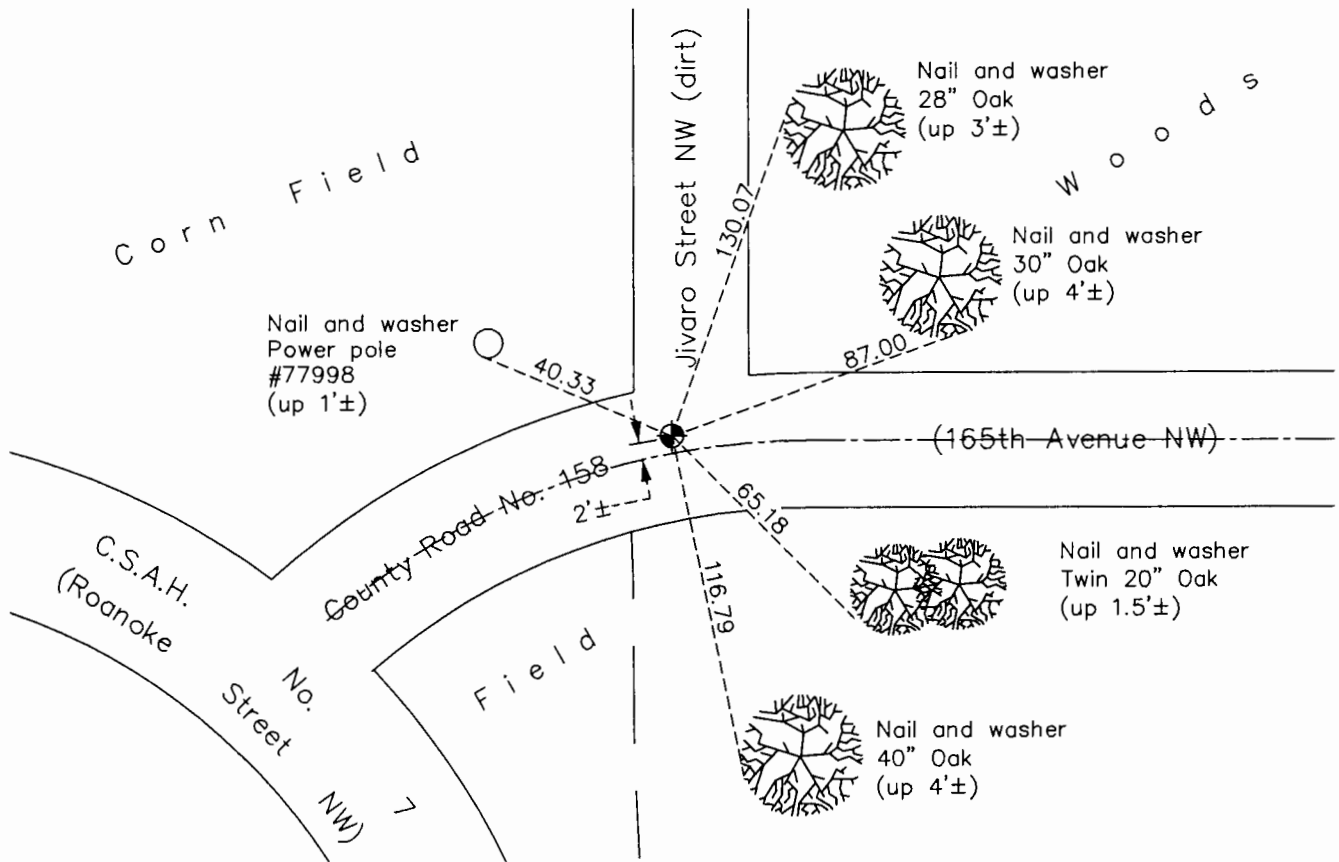 Corn Field
Jivaro Street NW (dirt)
Nail and washer
28" Oak
(up 3'±)
Woods
130.07
Nail and washer
30" Oak
(up 4'±)
Nail and washer
Power pole
#77998
(up 1'±)
40.33
87.00
(165th Avenue NW)
County Road No. 158
2'±
65.18
116.79
C.S.A.H. No. 7
(Roanoke Street NW)
Field
Nail and washer
Twin 20" Oak
(up 1.5'±)
Nail and washer
40" Oak
(up 4'±)